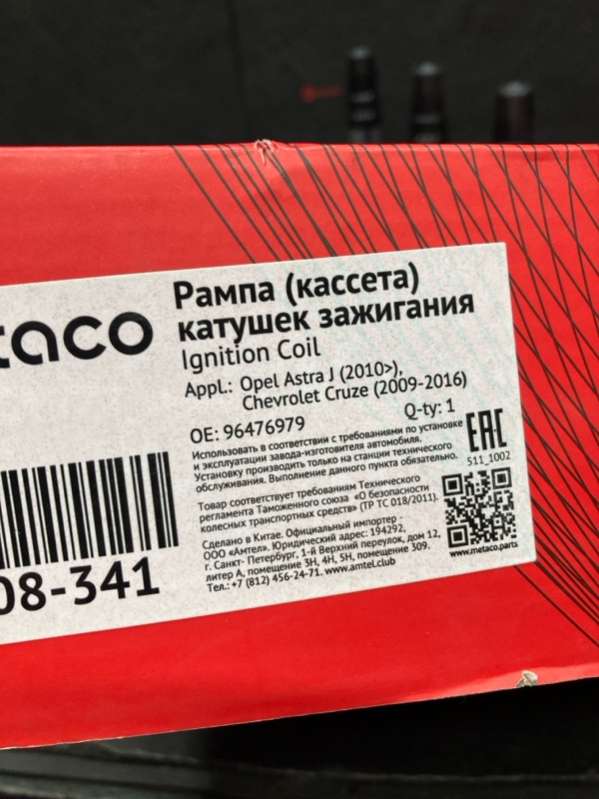 taco
Рампа (кассета)
катушек зажигания
Ignition Coil
Appl.: Opel Astra J (2010>),
Chevrolet Cruze (2009-2016)
Q-ty: 1
OE: 96476979
Использовать в соответствии с требованиями по установке
и эксплуатации завода-изготовителя автомобиля.
Установку производить только на станции технического
обслуживания. Выполнение данного пункта обязательно.
EAC
511_1002
Товар соответствует требованиям Технического
регламента Таможенного союза «О безопасности
колесных транспортных средств» (ТР ТС 018/2011).
Сделано в Китае. Официальный импортер -
ООО «Амтел». Юридический адрес: 194292,
г. Санкт- Петербург, 1-й Верхний переулок, дом 12,
литер А, помещение 3Н, 4Н, 5Н, помещение 309.
Тел.: +7 (812) 456-24-71. www.amtel.club
www.metaco.parts
08-341